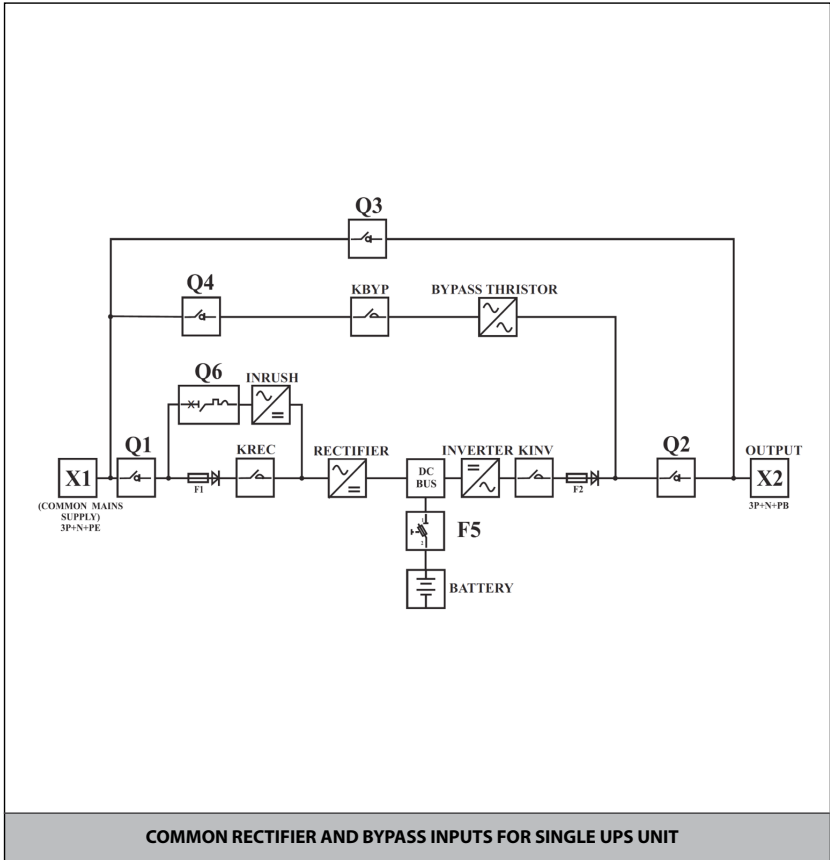 Q3
Q4
KBYP
BYPASS THRISTOR
Q6
INRUSH
Q1
KREC
RECTIFIER
INVERTER
KINV
Q2
OUTPUT
X1
F1
DC
BUS
F2
X2
(COMMON MAINS
SUPPLY)
3P+N+PE
3P+N+PB
F5
BATTERY
COMMON RECTIFIER AND BYPASS INPUTS FOR SINGLE UPS UNIT